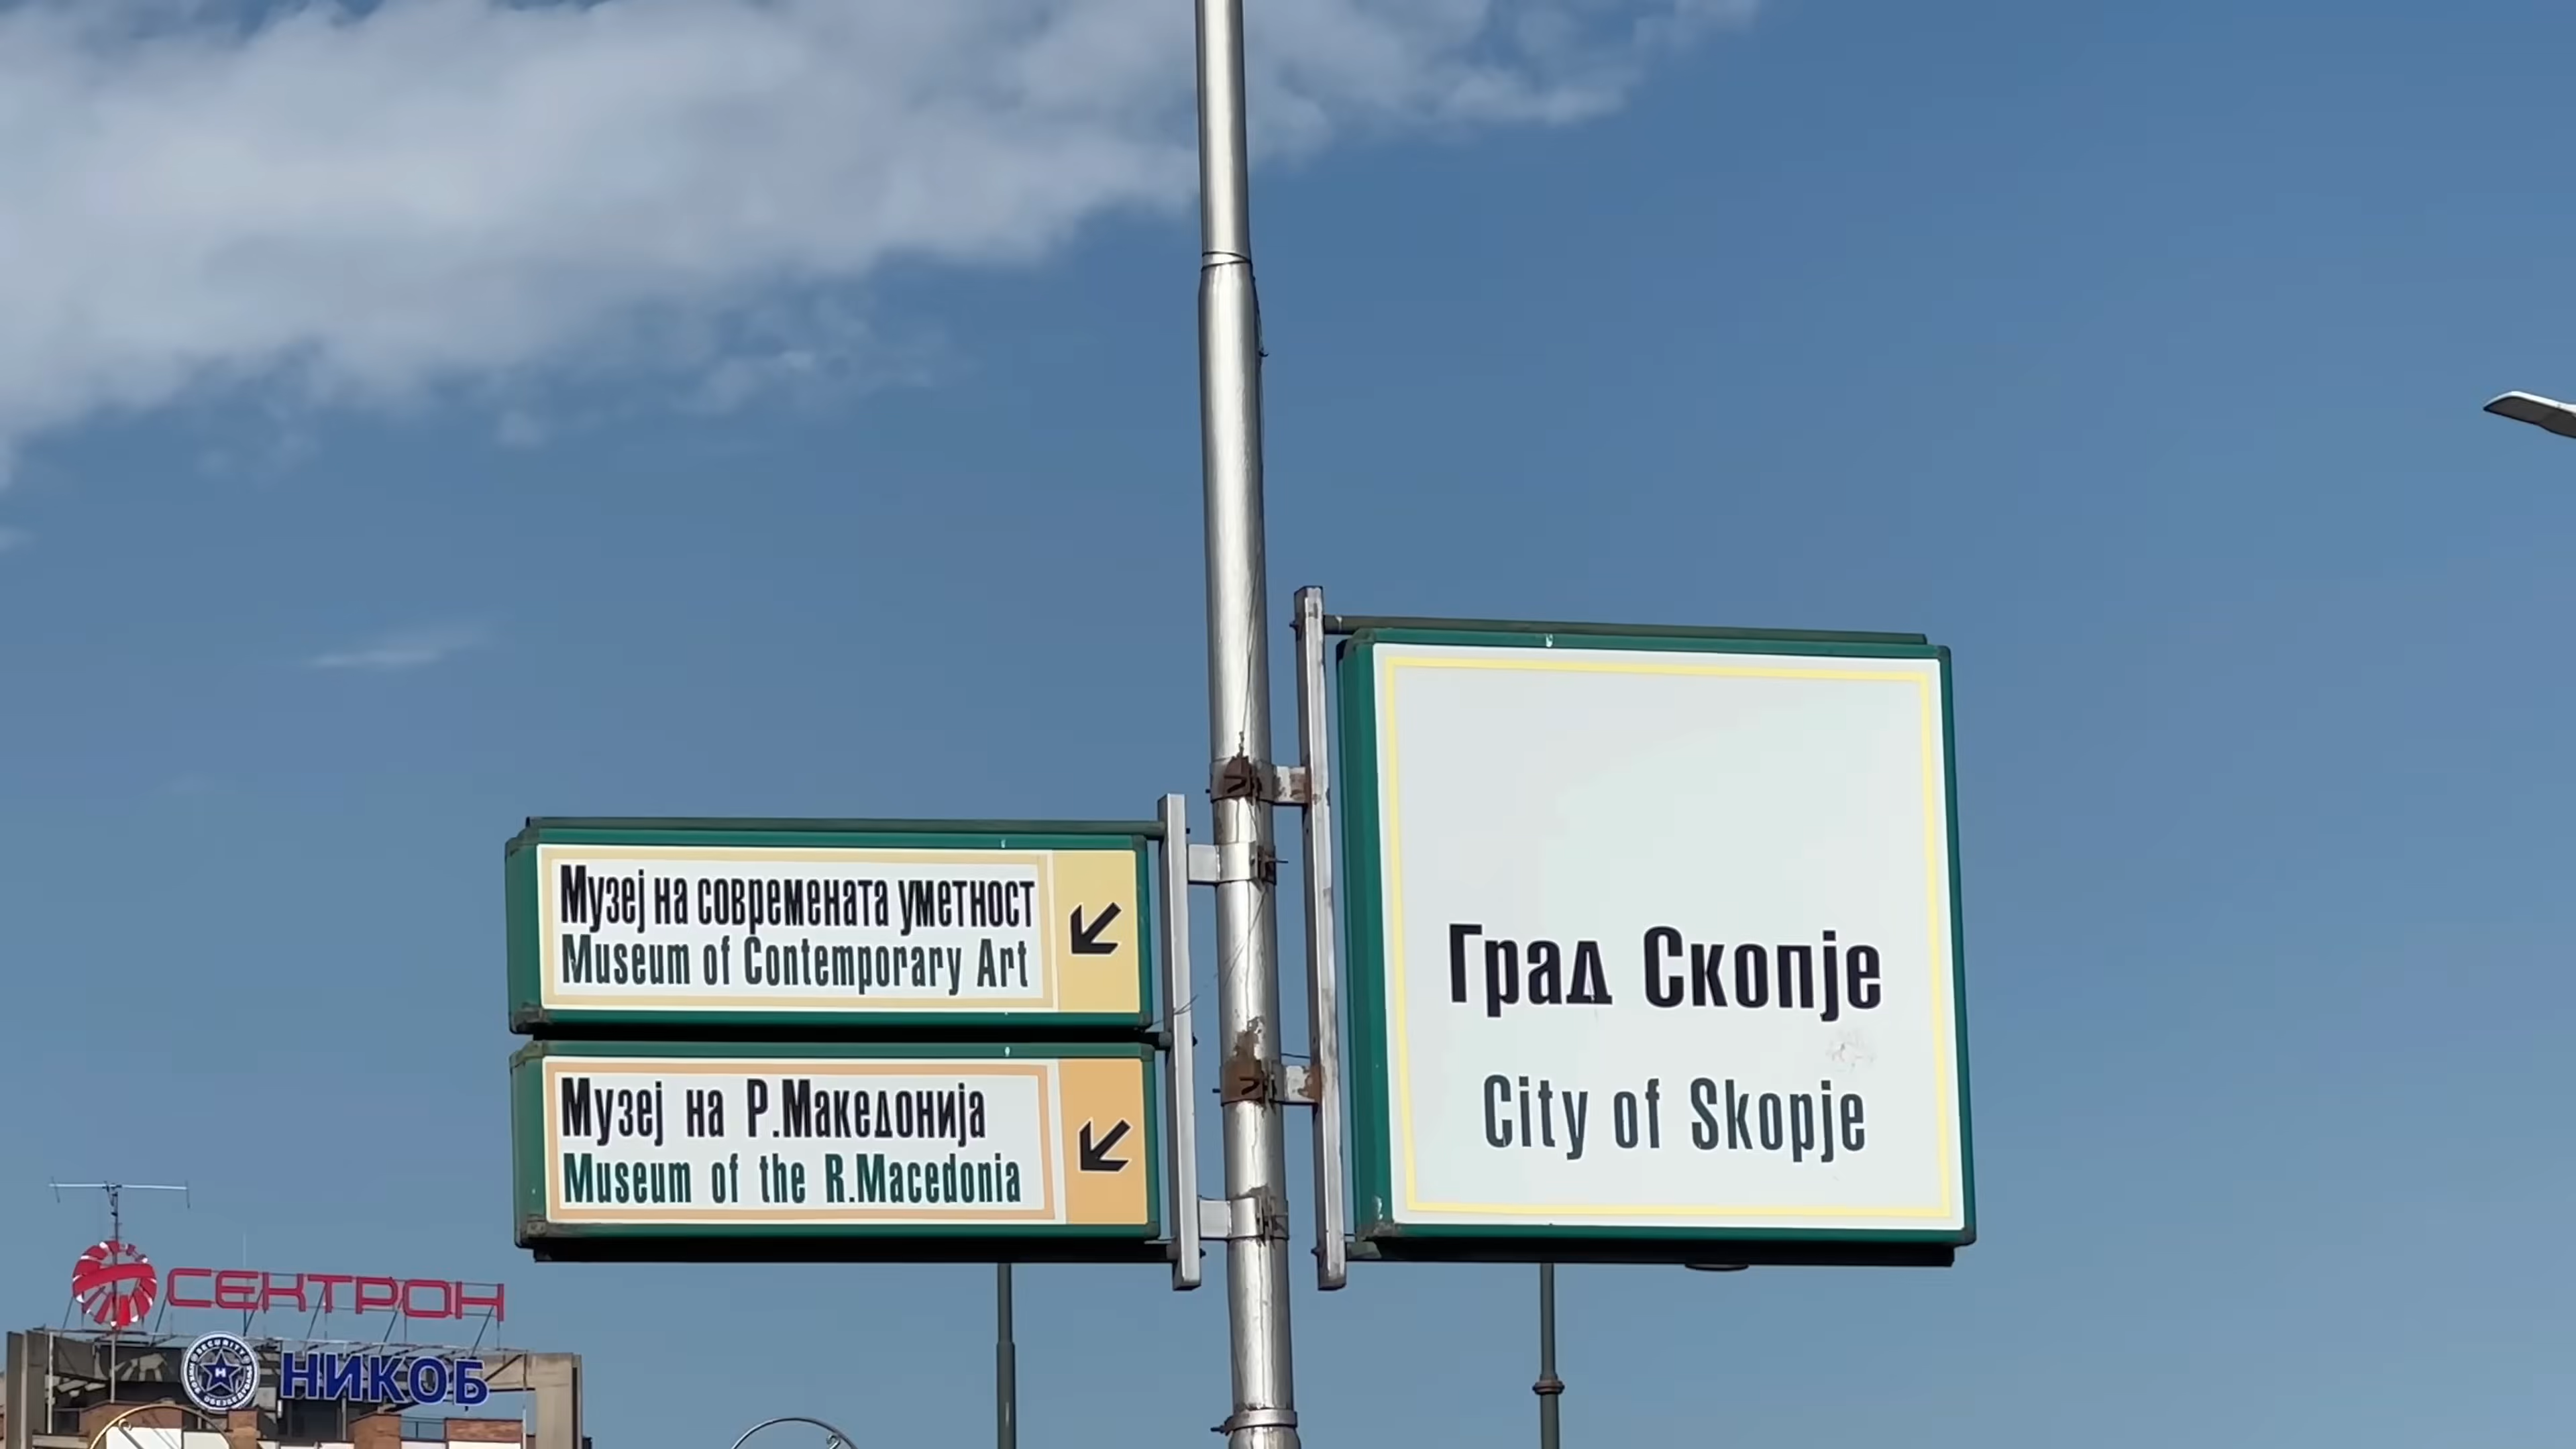 Музеј на современата уметност
Museum of Contemporary Art
Музеј на Р.Македонија
Museum of the R.Macedonia
Град Скопје
City of Skopje
СЕКТРОН
SECURITY
НИКОБ